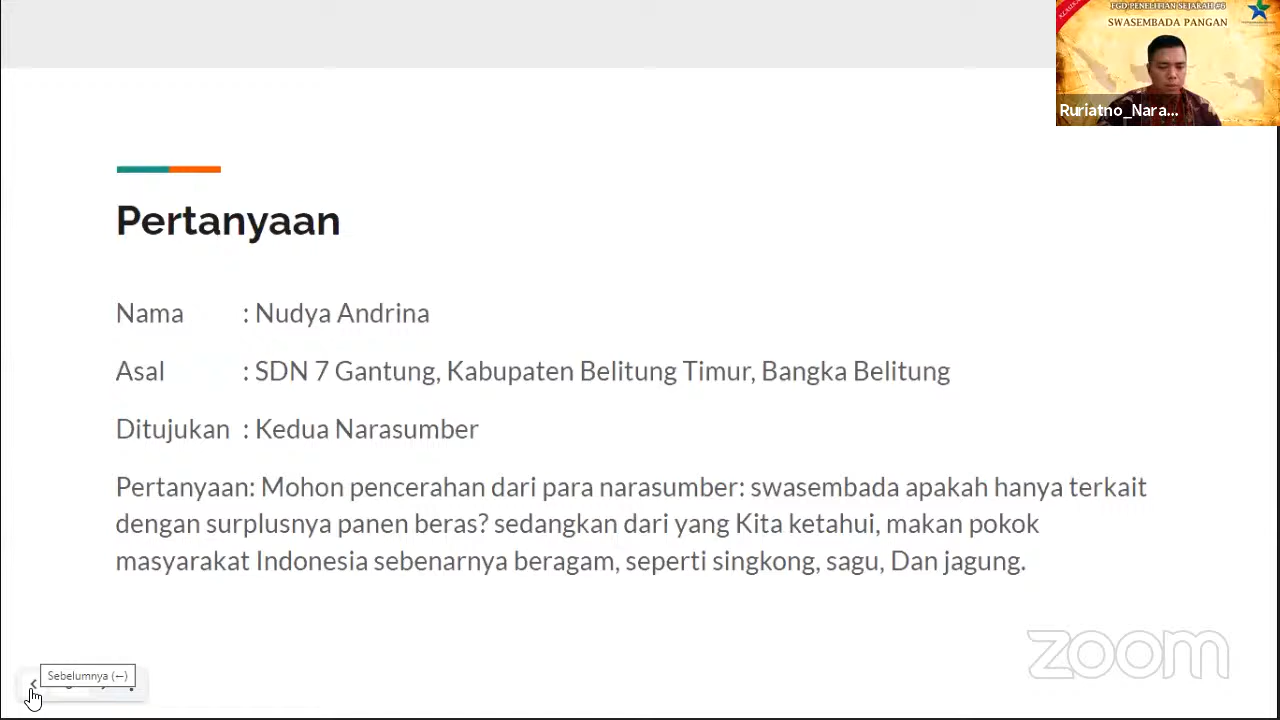 FGD PENELITIAN SEJARAH #8
SWASEMBADA PANGAN
Ruriatno_Nara...
Pertanyaan
Nama : Nudya Andrina
Asal : SDN 7 Gantung, Kabupaten Belitung Timur, Bangka Belitung
Ditujukan : Kedua Narasumber
Pertanyaan: Mohon pencerahan dari para narasumber: swasembada apakah hanya terkait
dengan surplusnya panen beras? sedangkan dari yang Kita ketahui, makan pokok
masyarakat Indonesia sebenarnya beragam, seperti singkong, sagu, Dan jagung.
zoom
Sebelumnya (←)